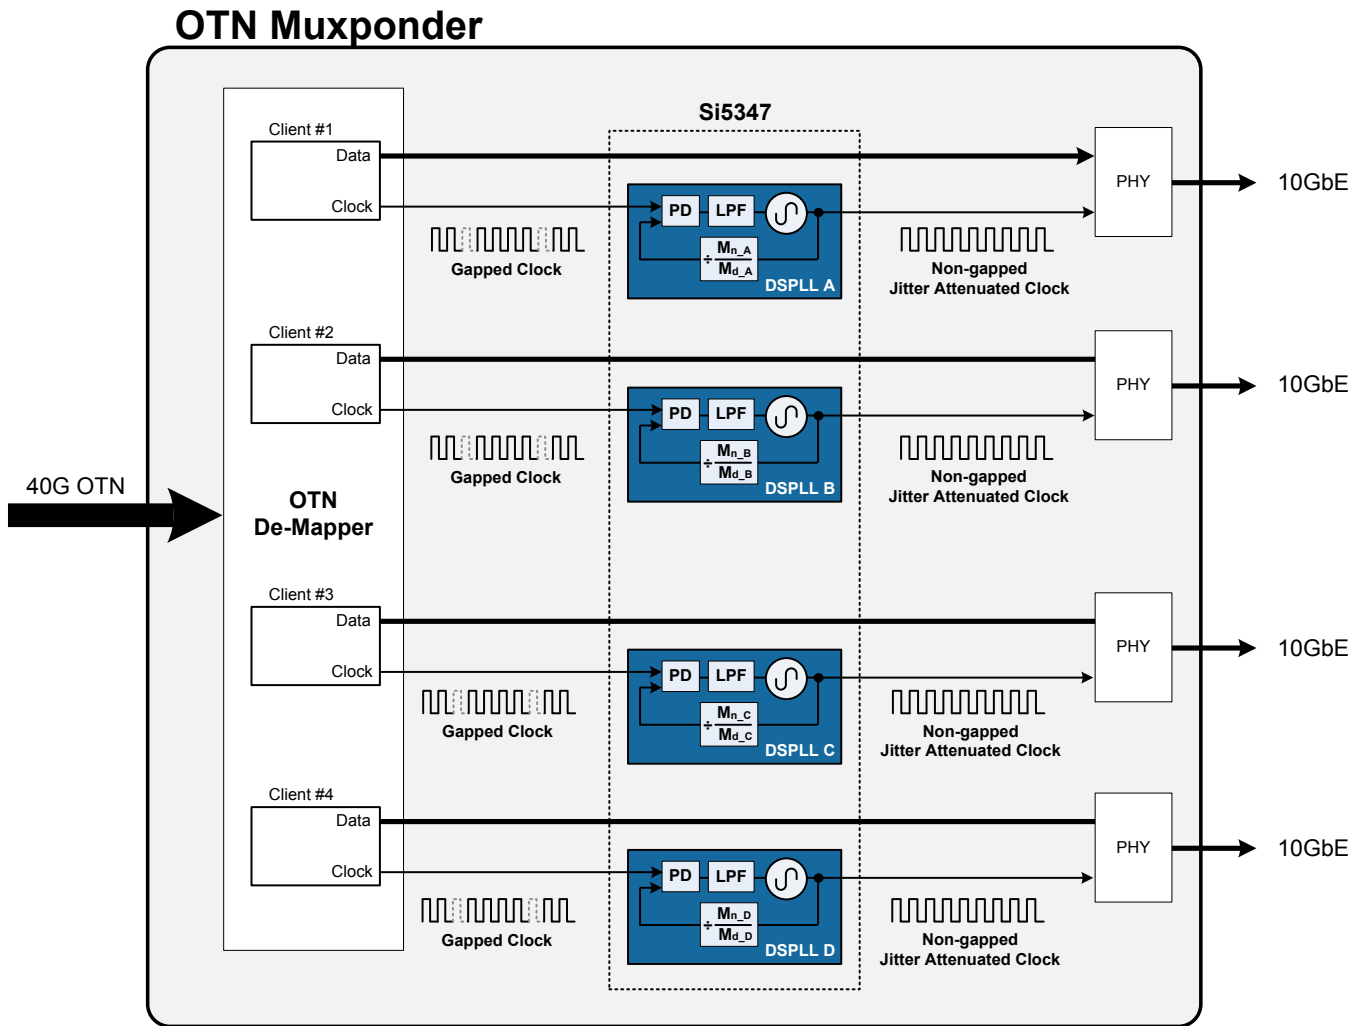 OTN Muxponder
Si5347
40G OTN
OTN
De-Mapper
Client #1
Data
Clock
Gapped Clock
PD
LPF
÷ Mn_A
Md_A
DSPLL A
Non-gapped
Jitter Attenuated Clock
PHY
10GbE
Client #2
Data
Clock
Gapped Clock
PD
LPF
÷ Mn_B
Md_B
DSPLL B
Non-gapped
Jitter Attenuated Clock
PHY
10GbE
Client #3
Data
Clock
Gapped Clock
PD
LPF
÷ Mn_C
Md_C
DSPLL C
Non-gapped
Jitter Attenuated Clock
PHY
10GbE
Client #4
Data
Clock
Gapped Clock
PD
LPF
÷ Mn_D
Md_D
DSPLL D
Non-gapped
Jitter Attenuated Clock
PHY
10GbE